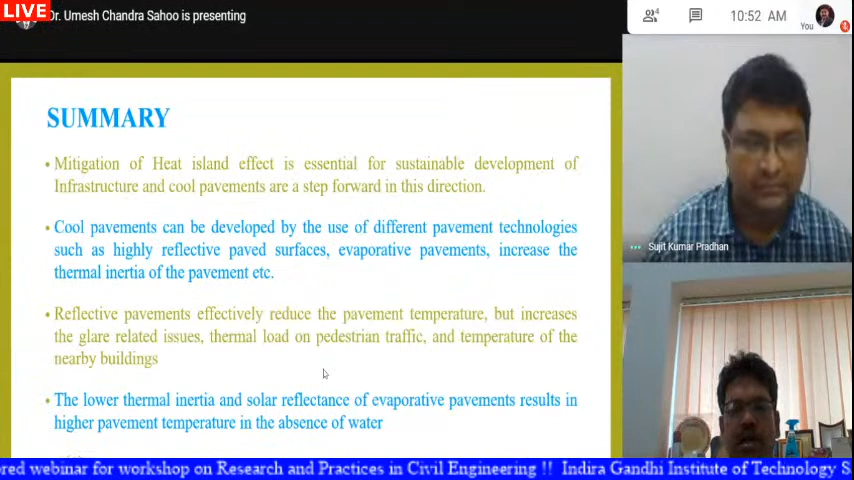 LIVE
Dr. Umesh Chandra Sahoo is presenting
4
10:52 AM
You
SUMMARY
• Mitigation of Heat island effect is essential for sustainable development of
Infrastructure and cool pavements are a step forward in this direction.
• Cool pavements can be developed by the use of different pavement technologies
such as highly reflective paved surfaces, evaporative pavements, increase the
thermal inertia of the pavement etc.
• Reflective pavements effectively reduce the pavement temperature, but increases
the glare related issues, thermal load on pedestrian traffic, and temperature of the
nearby buildings
• The lower thermal inertia and solar reflectance of evaporative pavements results in
higher pavement temperature in the absence of water
Sujit Kumar Pradhan
ored webinar for workshop on Research and Practices in Civil Engineering !! Indira Gandhi Institute of Technology S